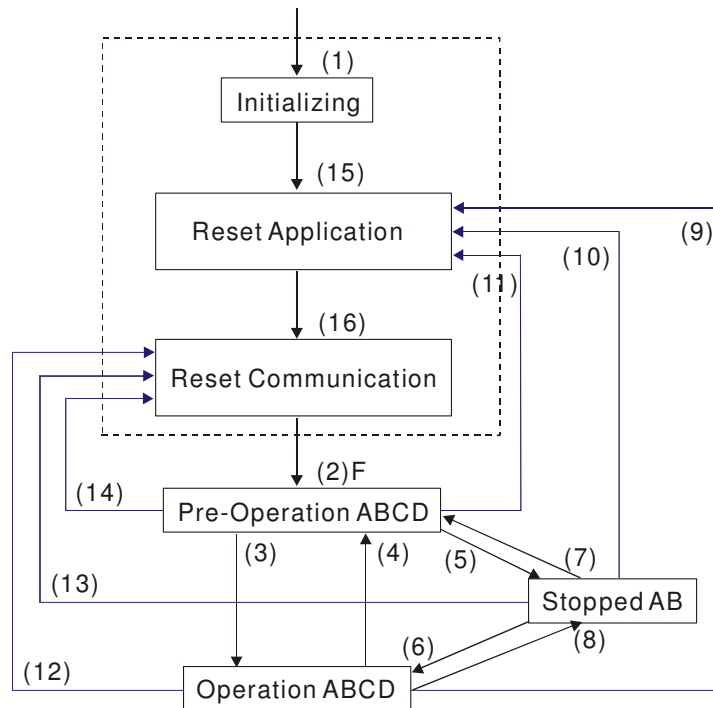 (1)
Initializing
(15)
Reset Application
(9)
(10)
(11)
(16)
Reset Communication
(2)F
(14)
Pre-Operation ABCD
(3)
(4)
(5)
(7)
(13)
Stopped AB
(6)
(8)
(12)
Operation ABCD